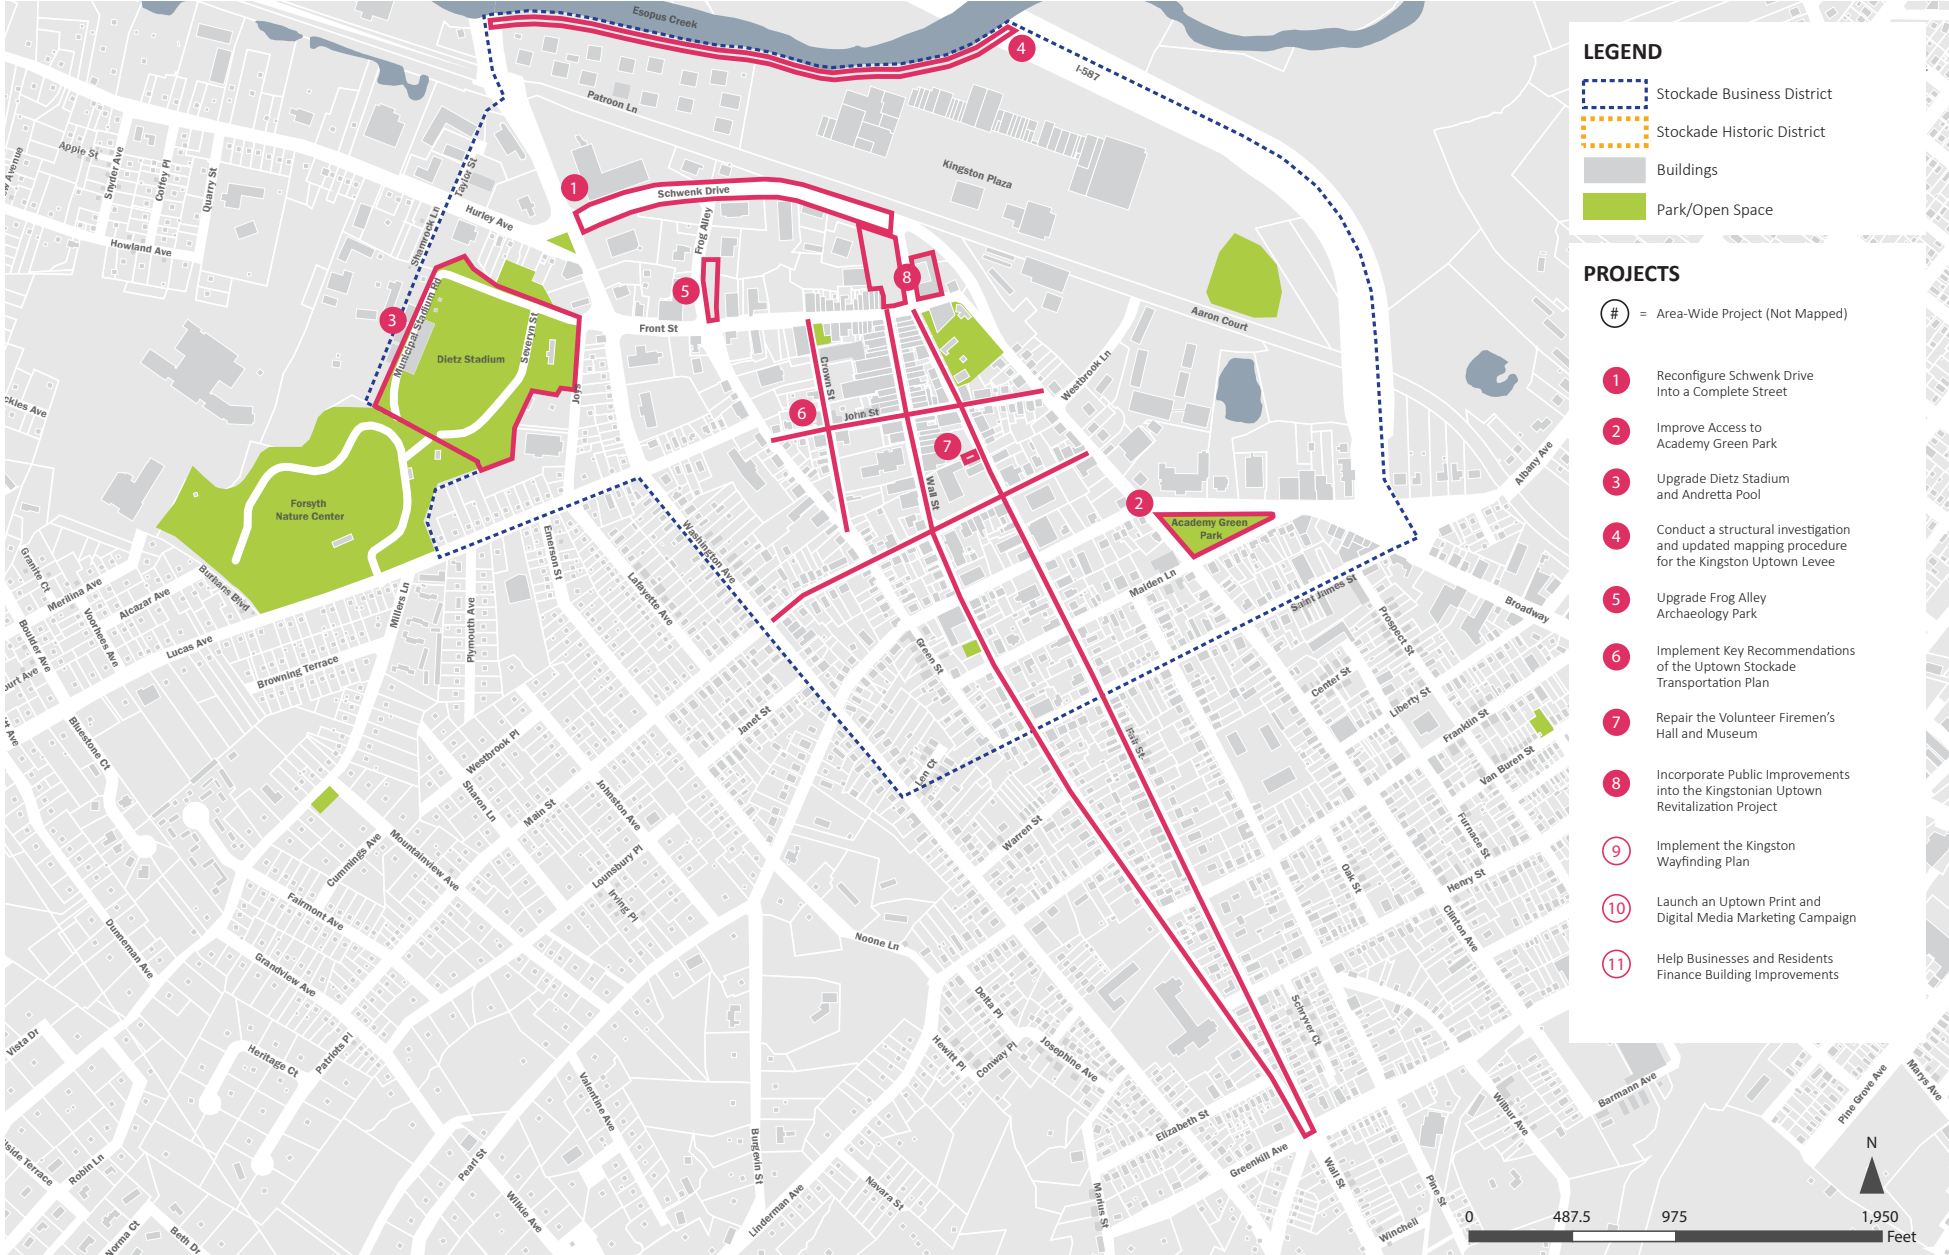 Esopus Creek
4
I-587
Patroon Ln
Kingston Plaza
Appie St
Snyder Ave
Coffey Pl
Quarry St
Taylor St
Howland Ave
Hurley Ave
Shamrock Ln
1
Schwenk Drive
Frog Alley
5
8
3
Municipal Stadium Rd
Dietz Stadium
Severyn St
Joys
Front St
Aaron Court
Westbrook Ln
Crown St
6
John St
7
Wall St
2
Academy Green
Park
Albany Ave
Forsyth
Nature Center
Granite Ct
Merilina Ave
Burhans Blvd
Alcazar Ave
Voorhees Ave
Boulder Ave
Lucas Ave
Millers Ln
Browning Terrace
Plymouth Ave
Emerson St
Lafayette Ave
Washington Ave
Maiden Ln
Saint James St
Broadway
Prospect St
Green St
Center St
Liberty St
Franklin St
Van Buren St
Bluestone Ct
Janet St
Westbrook Pl
Len Ct
Fair St
Sharon Ln
Main St
Johnston Ave
Warren St
Furnace St
Cummings Ave
Mountainview Ave
Lounsbury Pl
Irving Pl
Oak St
Henry St
Clinton Ave
Fairmont Ave
Dunneman Ave
Noone Ln
Grandview Ave
Delta Pl
Schryver Ct
Vista Dr
Heritage Ct
Patriots Pl
Hewitt Pl
Conway Pl
Josephine Ave
Valentine Ave
Elizabeth St
Wilbur Ave
Barmann Ave
Pine Grove Ave
Marys Ave
Robin Ln
Pearl St
Burgevin St
Greenkill Ave
Wall St
Pine St
Marius St
Navara St
Linderman Ave
Wilkie Ave
Norma Ct
Beth Dr
Winchell
LEGEND
Stockade Business District
Stockade Historic District
Buildings
Park/Open Space
PROJECTS
# = Area-Wide Project (Not Mapped)
1 Reconfigure Schwenk Drive
Into a Complete Street
2 Improve Access to
Academy Green Park
3 Upgrade Dietz Stadium
and Andretta Pool
4 Conduct a structural investigation
and updated mapping procedure
for the Kingston Uptown Levee
5 Upgrade Frog Alley
Archaeology Park
6 Implement Key Recommendations
of the Uptown Stockade
Transportation Plan
7 Repair the Volunteer Firemen's
Hall and Museum
8 Incorporate Public Improvements
into the Kingstonian Uptown
Revitalization Project
9 Implement the Kingston
Wayfinding Plan
10 Launch an Uptown Print and
Digital Media Marketing Campaign
11 Help Businesses and Residents
Finance Building Improvements
N
0 487.5 975 1,950
Feet